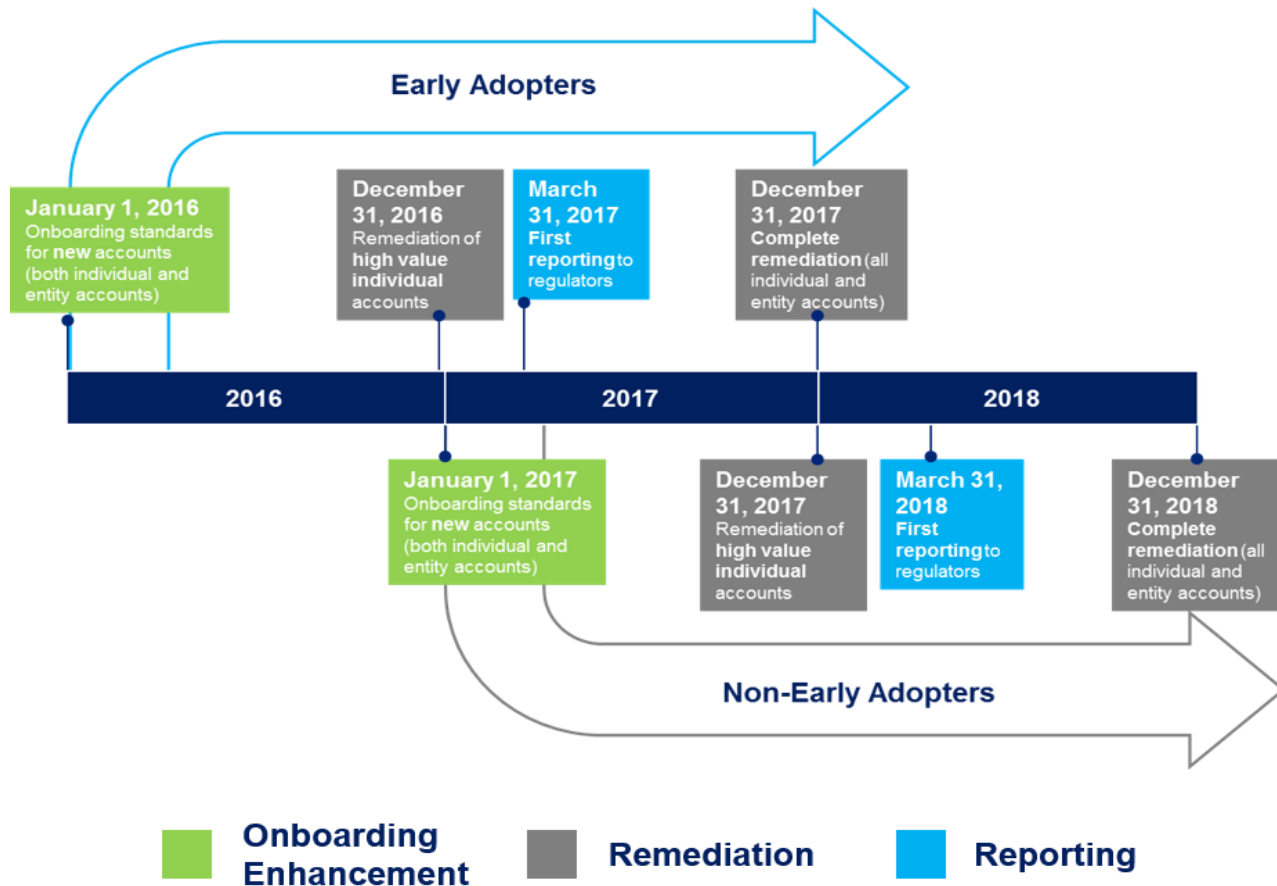 Early Adopters
January 1, 2016
Onboarding standards
for new accounts
(both individual and
entity accounts)
December
31, 2016
Remediation of
high value
individual
accounts
March
31, 2017
First
reporting to
regulators
December
31, 2017
Complete
remediation (all
individual and
entity accounts)
2016
2017
2018
January 1, 2017
Onboarding standards
for new accounts
(both individual and
entity accounts)
December
31, 2017
Remediation of
high value
individual
accounts
March 31,
2018
First
reporting to
regulators
December
31, 2018
Complete
remediation (all
individual and
entity accounts)
Non-Early Adopters
Onboarding
Enhancement
Remediation
Reporting